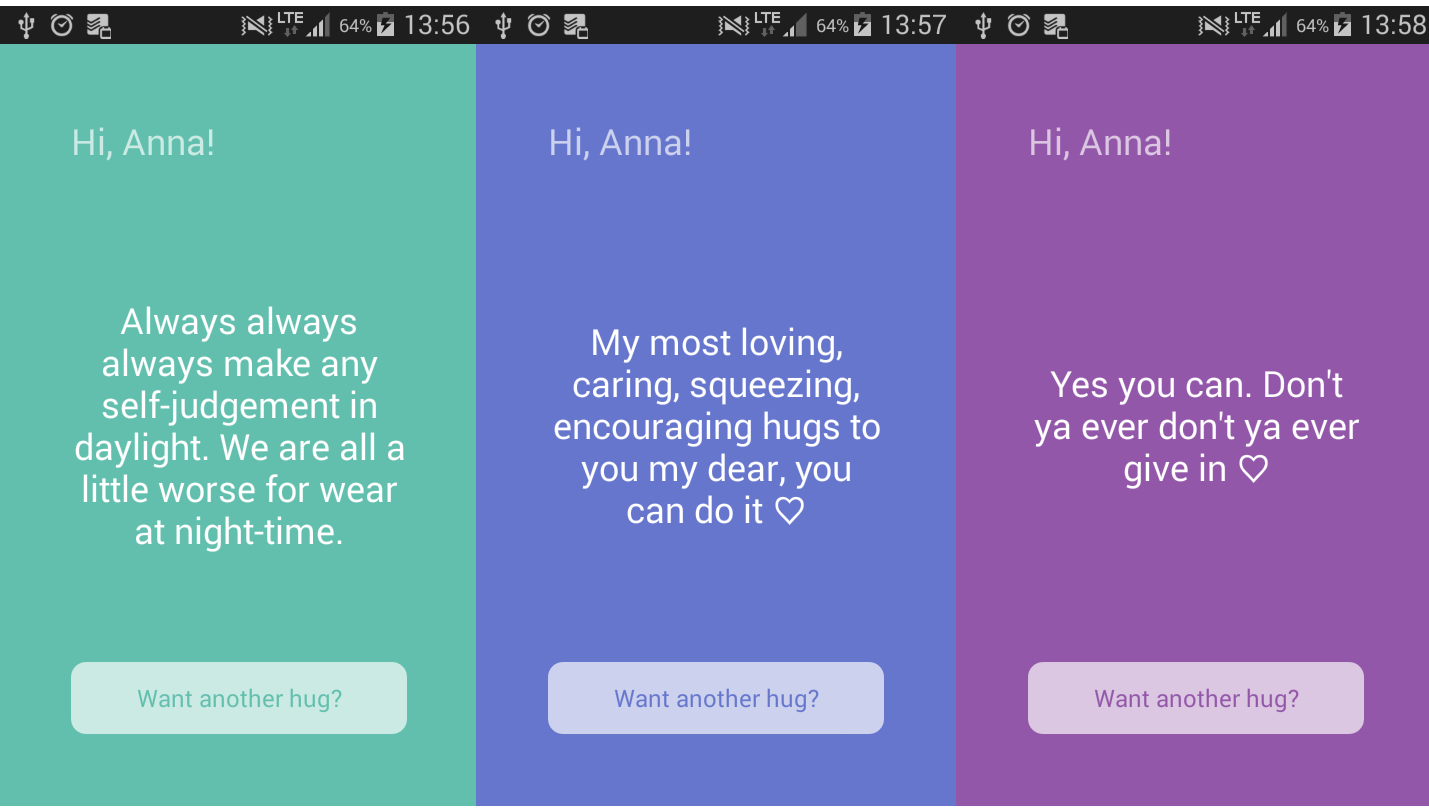 LTE 64% 13:56
Hi, Anna!
Always always
always make any
self-judgement in
daylight. We are all a
little worse for wear
at night-time.
Want another hug?
LTE 64% 13:57
Hi, Anna!
My most loving,
caring, squeezing,
encouraging hugs to
you my dear, you
can do it ♡
Want another hug?
LTE 64% 13:58
Hi, Anna!
Yes you can. Don't
ya ever don't ya ever
give in ♡
Want another hug?